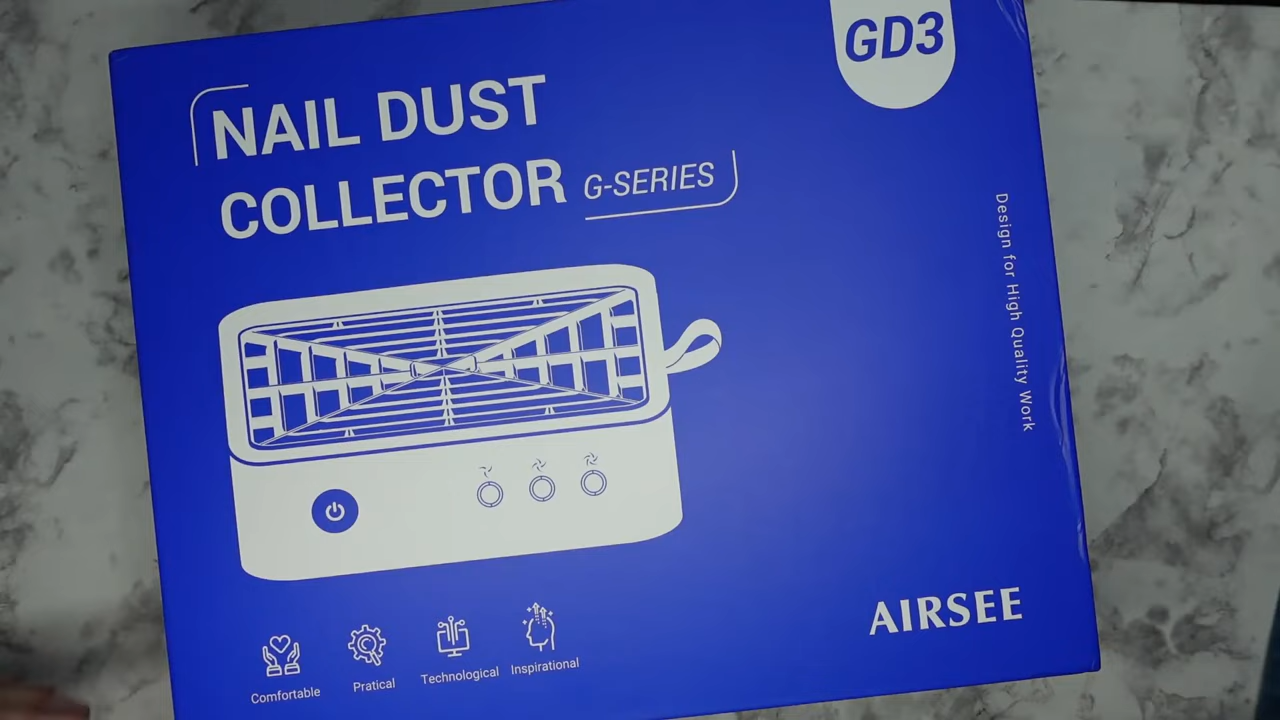 GD3
NAIL DUST
COLLECTOR G-SERIES
Design for High Quality Work
AIRSEE
Comfortable
Pratical
Technological
Inspirational